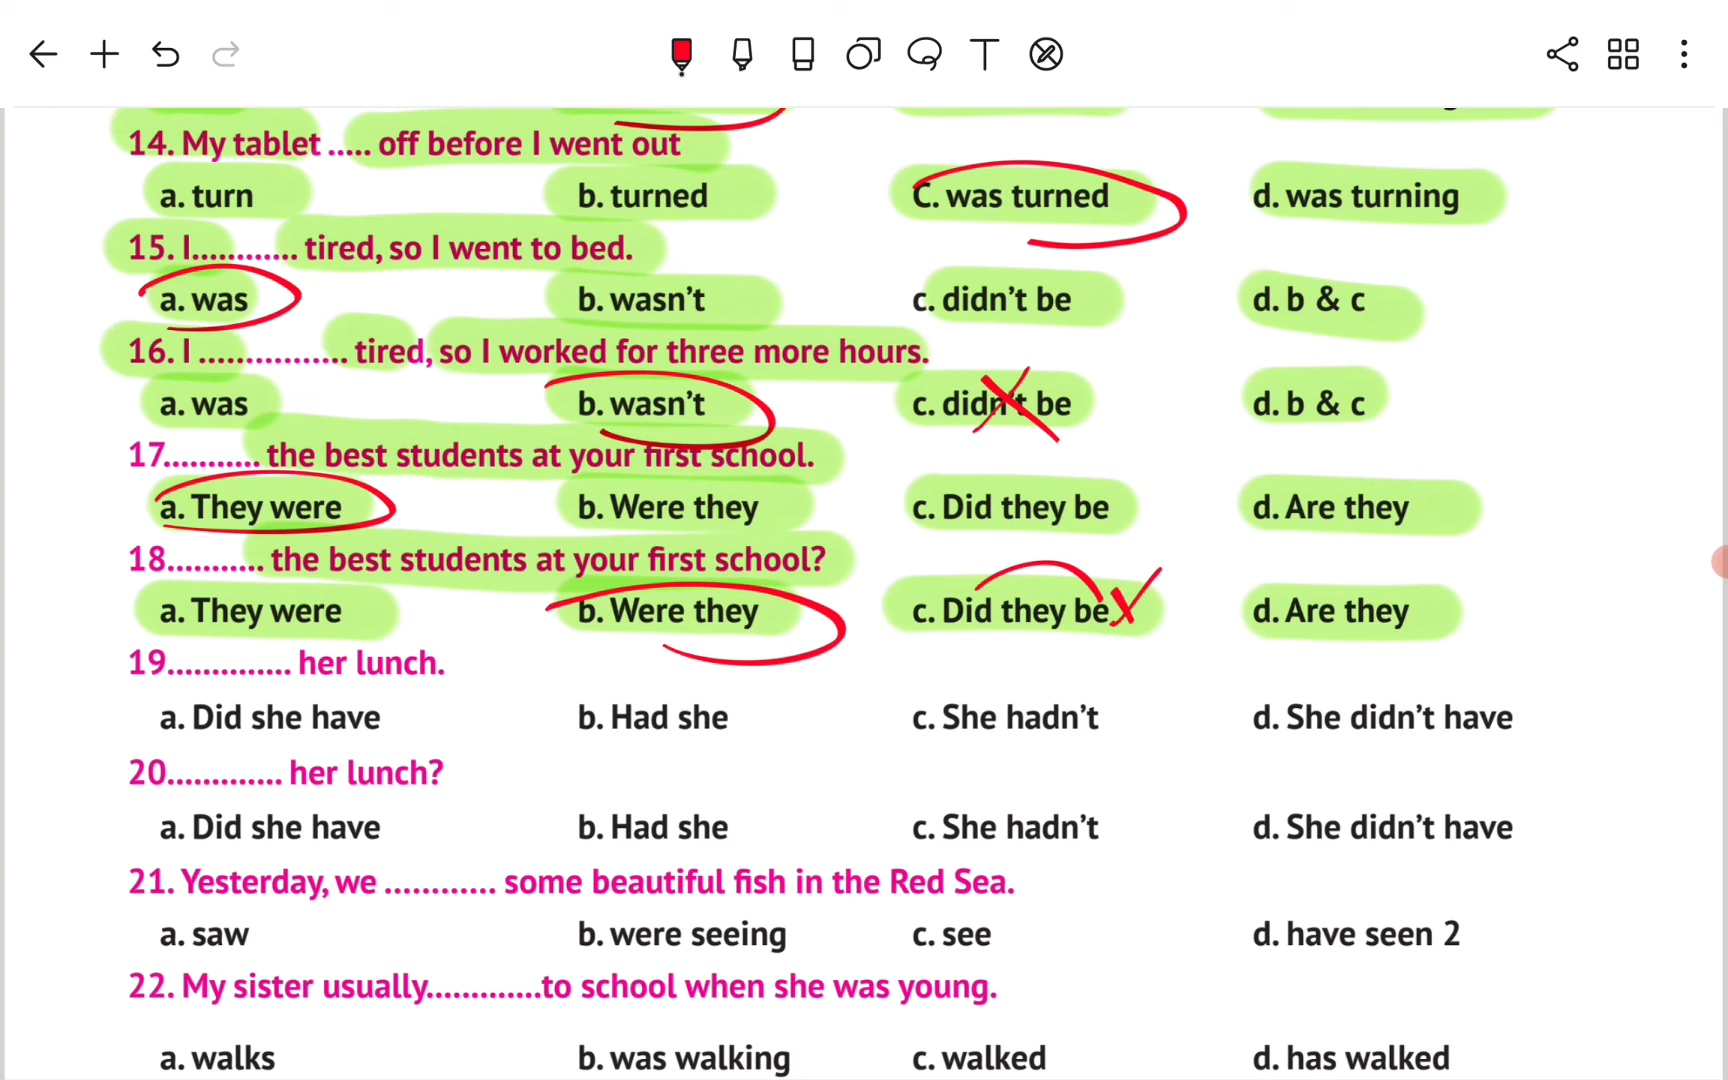 14. My tablet ..... off before I went out
a. turn b. turned C. was turned d. was turning
15. I............ tired, so I went to bed.
a. was b. wasn't c. didn't be d. b & c
16. I ................ tired, so I worked for three more hours.
a. was b. wasn't c. didn't be d. b & c
17........... the best students at your first school.
a. They were b. Were they c. Did they be d. Are they
18........... the best students at your first school?
a. They were b. Were they c. Did they be d. Are they
19.............. her lunch.
a. Did she have b. Had she c. She hadn't d. She didn't have
20............. her lunch?
a. Did she have b. Had she c. She hadn't d. She didn't have
21. Yesterday, we ............ some beautiful fish in the Red Sea.
a. saw b. were seeing c. see d. have seen 2
22. My sister usually.............to school when she was young.
a. walks b. was walking c. walked d. has walked